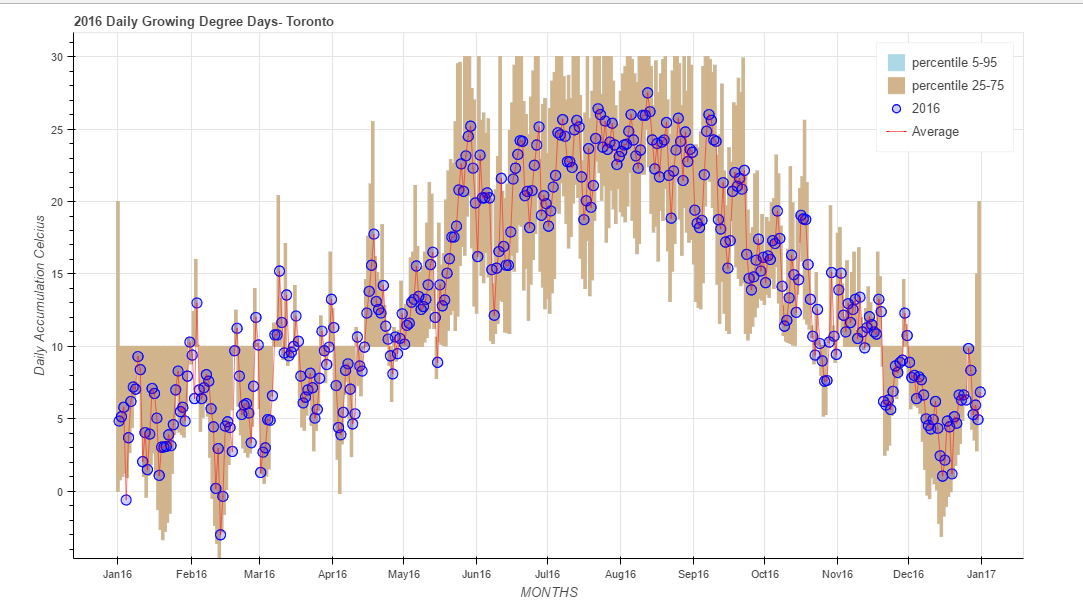 2016 Daily Growing Degree Days- Toronto
Daily Accumulation Celcius
30
25
20
15
10
5
0
percentile 5-95
percentile 25-75
2016
Average
Jan16 Feb16 Mar16 Apr16 May16 Jun16 Jul16 Aug16 Sep16 Oct16 Nov16 Dec16 Jan17
MONTHS